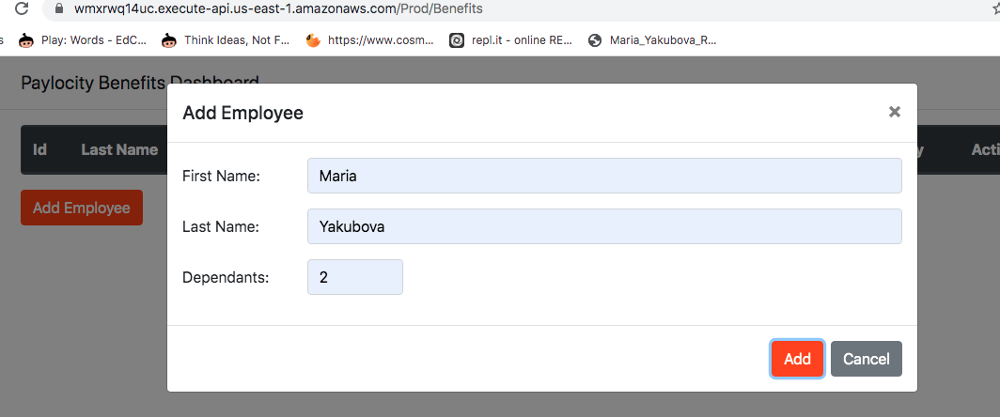 wmxrwq14uc.execute-api.us-east-1.amazonaws.com/Prod/Benefits
s Play: Words - EdC... Think Ideas, Not F... https://www.cosm... repl.it - online RE... Maria_Yakubova_R...
Paylocity Benefits Dashboard
Add Employee ×
Id Last Name y Acti
First Name: Maria
Add Employee
Last Name: Yakubova
Dependants: 2
Add Cancel